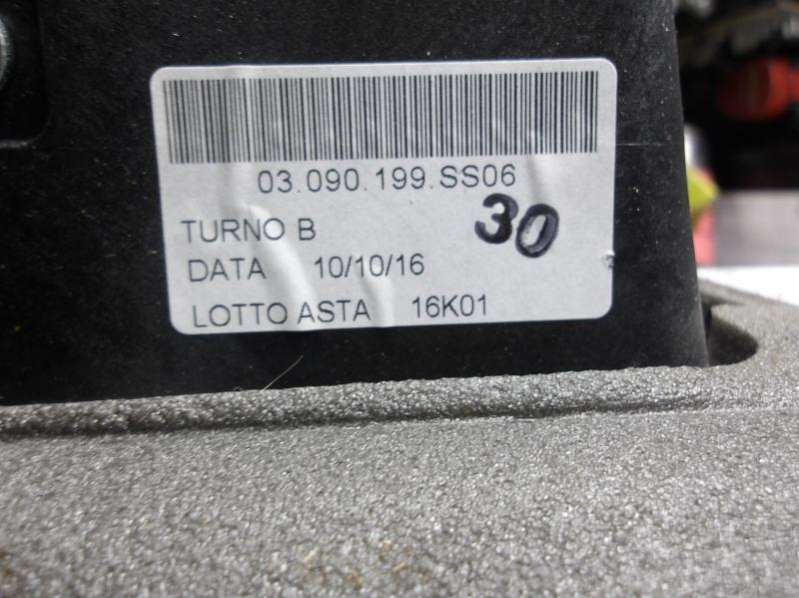 03.090.199.SS06
30
TURNO B
DATA 10/10/16
LOTTO ASTA 16K01